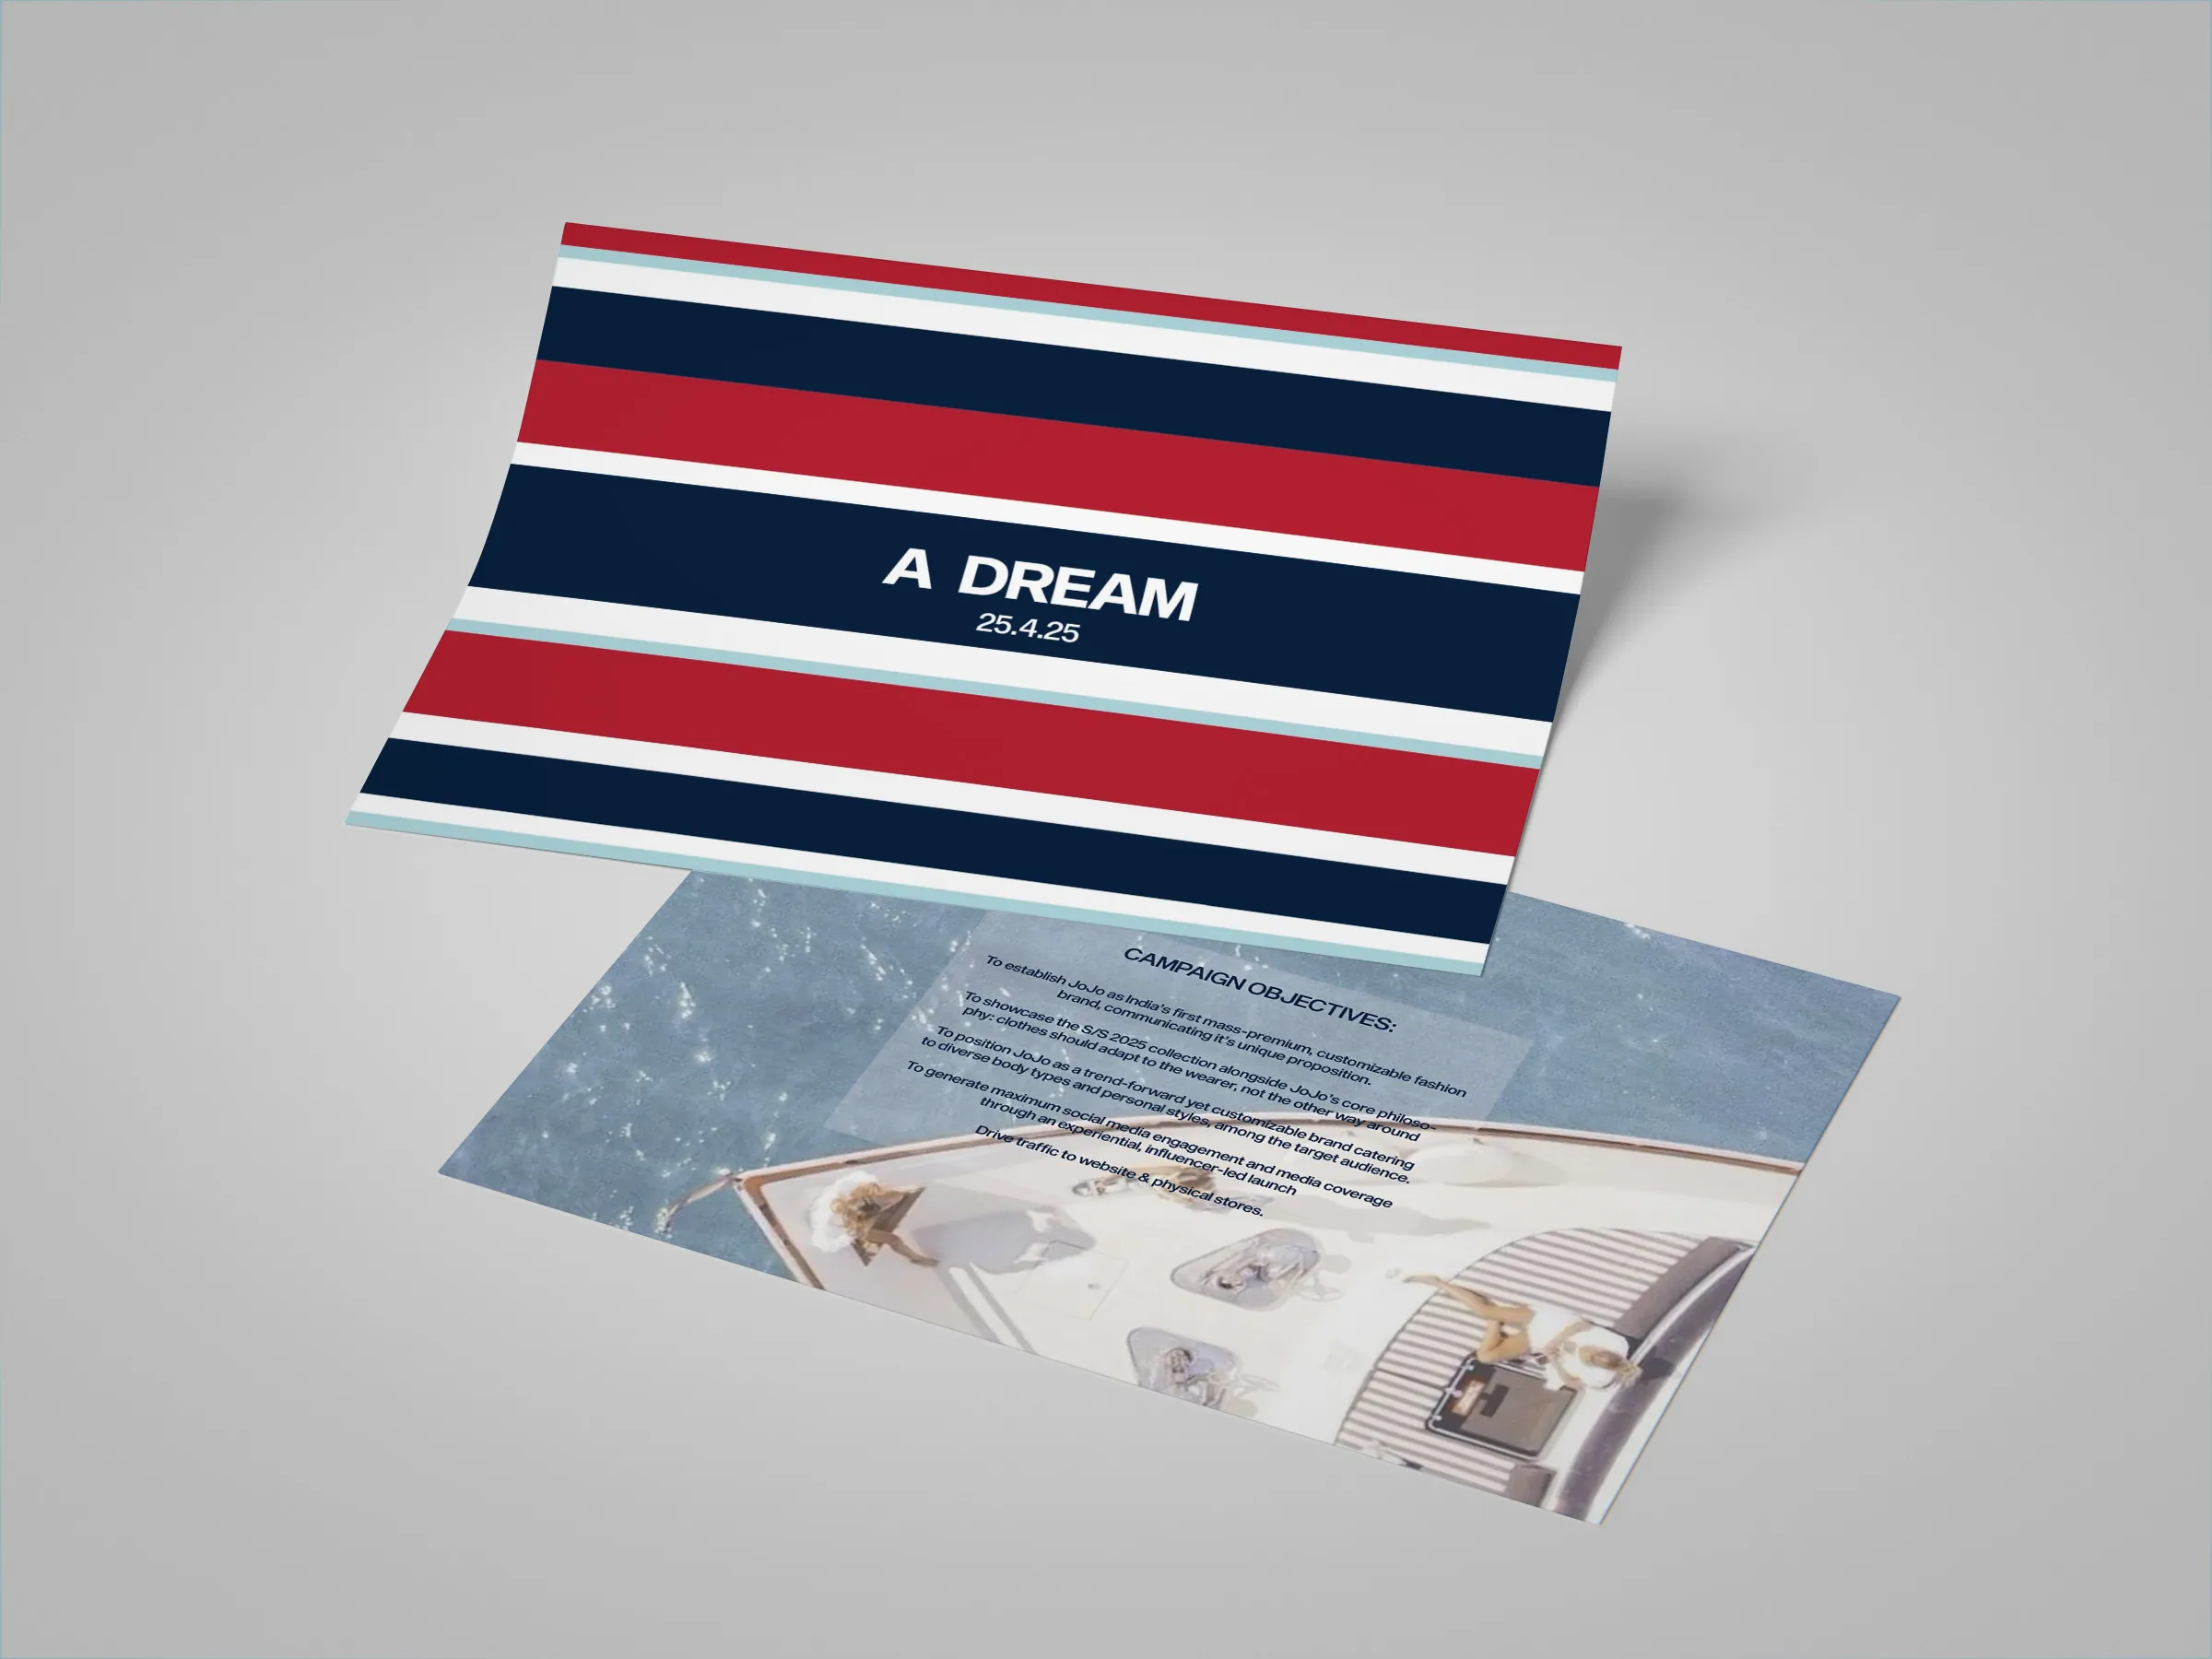 A DREAM
25.4.25
CAMPAIGN OBJECTIVES:
To establish JoJo as India's first mass-premium, customizable fashion
brand, communicating it's unique proposition.
To showcase the S/S 2025 collection alongside JoJo's core philoso-
phy: clothes should adapt to the wearer, not the other way around
To position JoJo as a trend-forward yet customizable brand catering
to diverse body types and personal styles, among the target audience.
To generate maximum social media engagement and media coverage
through an experiential, influencer-led launch
Drive traffic to website & physical stores.